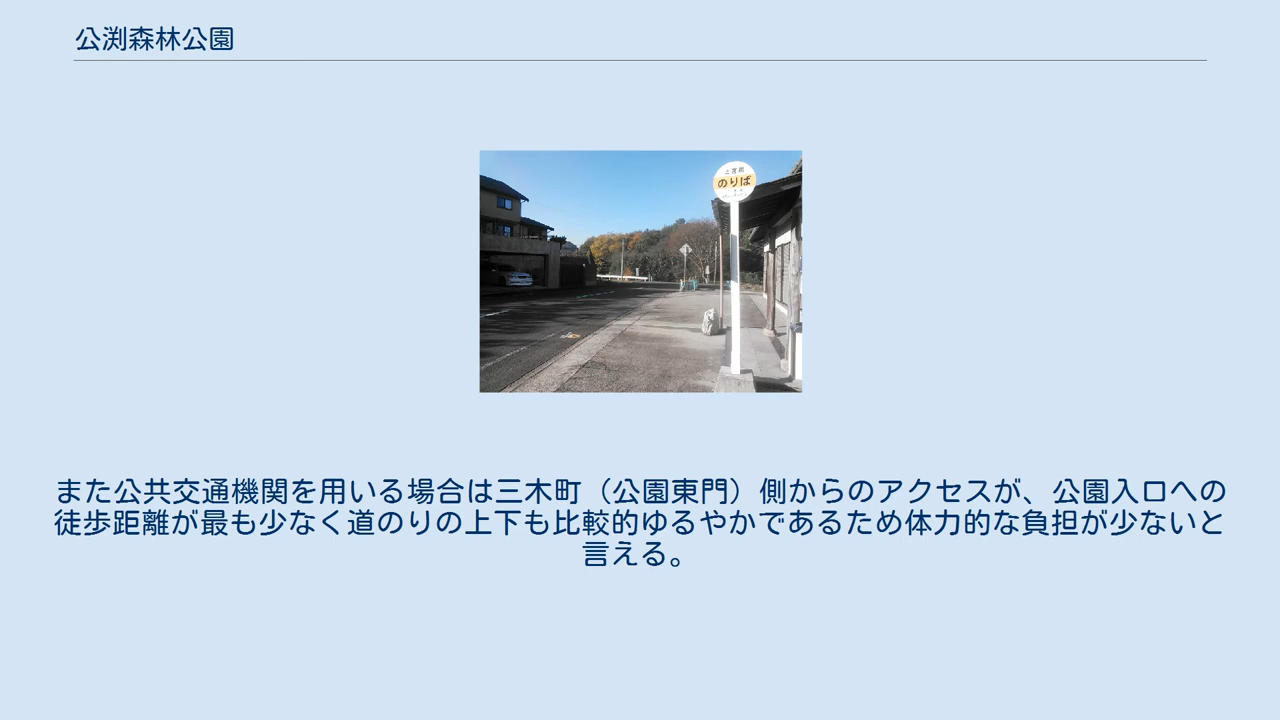 公渕森林公園
のりば
また公共交通機関を用いる場合は三木町（公園東門）側からのアクセスが、公園入口への
徒歩距離が最も少なく道のりの上下も比較的ゆるやかであるため体力的な負担が少ないと
言える。